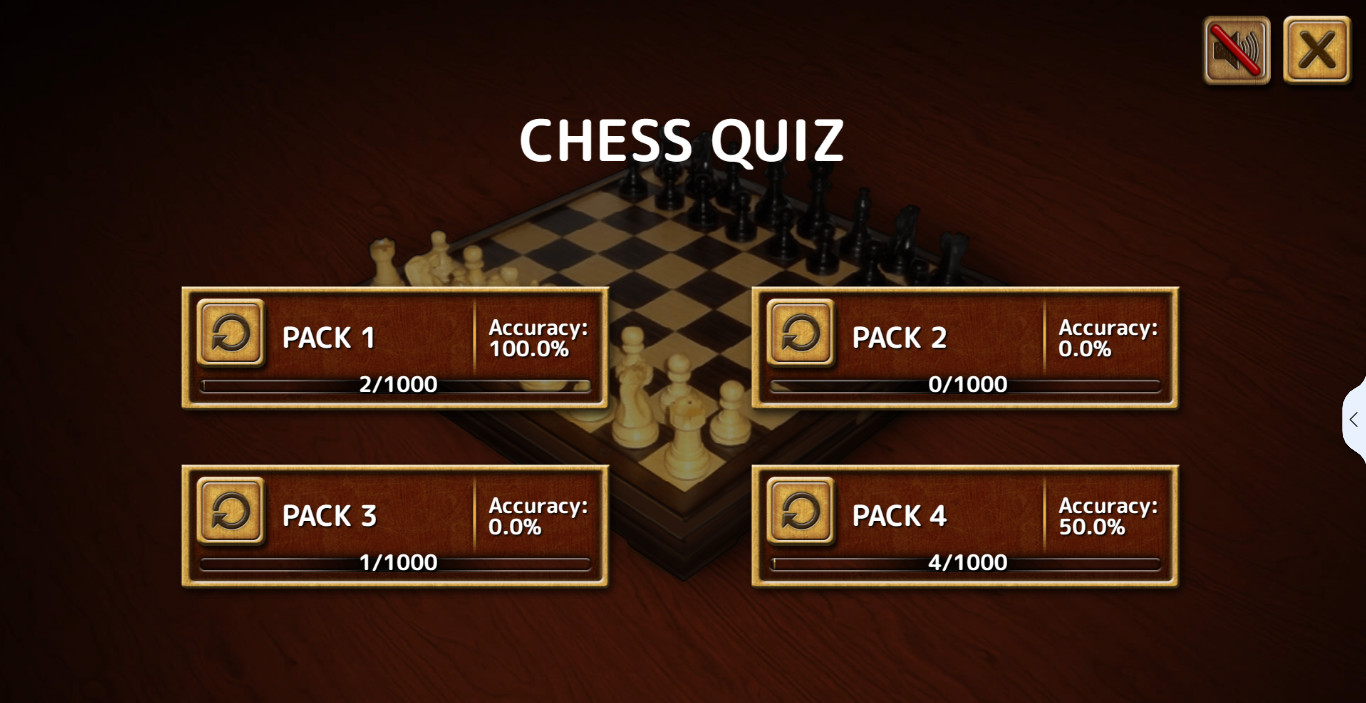 CHESS QUIZ
PACK 1
Accuracy:
100.0%
2/1000
PACK 2
Accuracy:
0.0%
0/1000
PACK 3
Accuracy:
0.0%
1/1000
PACK 4
Accuracy:
50.0%
4/1000